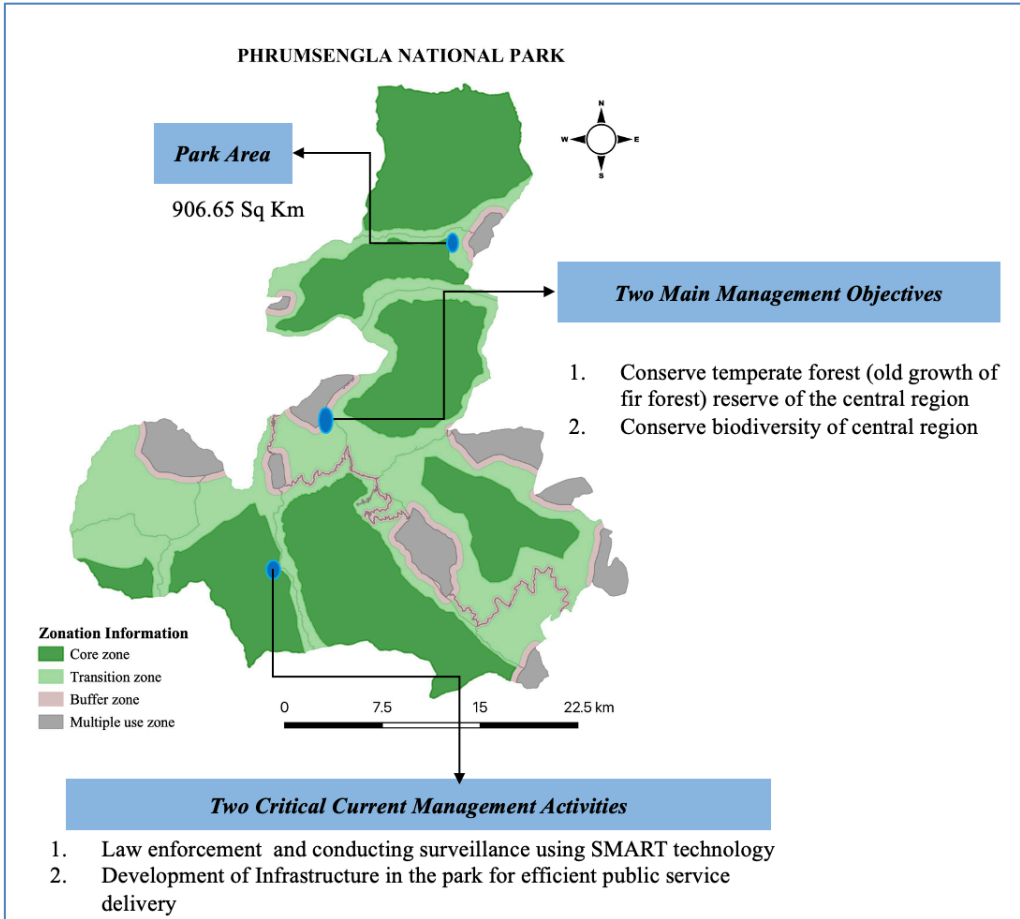 PHRUMSENGLA NATIONAL PARK
N
W
E
S
Park Area
906.65 Sq Km
Two Main Management Objectives
1. Conserve temperate forest (old growth of
fir forest) reserve of the central region
2. Conserve biodiversity of central region
Zonation Information
Core zone
Transition zone
Buffer zone
Multiple use zone
0 7.5 15 22.5 km
Two Critical Current Management Activities
1. Law enforcement and conducting surveillance using SMART technology
2. Development of Infrastructure in the park for efficient public service
delivery